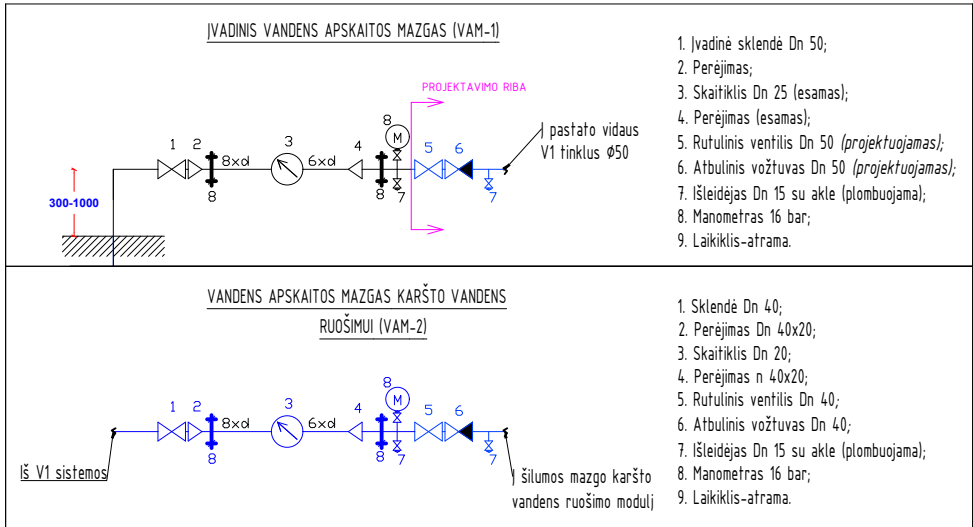 ĮVADINIS VANDENS APSKAITOS MAZGAS (VAM-1)
PROJEKTAVIMO RIBA
8
M
1 2 3 4 5 6
8xd 6xd
8 8 7 7
300-1000
Į pastato vidaus
V1 tinklus Ø50
1. Įvadinė sklendė Dn 50;
2. Perėjimas;
3. Skaitiklis Dn 25 (esamas);
4. Perėjimas (esamas);
5. Rutulinis ventilis Dn 50 (projektuojamas);
6. Atbulinis vožtuvas Dn 50 (projektuojamas);
7. Išleidėjas Dn 15 su akle (plombuojama);
8. Manometras 16 bar;
9. Laikiklis-atrama.
VANDENS APSKAITOS MAZGAS KARŠTO VANDENS
RUOŠIMUI (VAM-2)
8
M
1 2 3 4 5 6
8xd 6xd
8 8 7 7
Iš V1 sistemos
Į šilumos mazgo karšto
vandens ruošimo modulį
1. Sklendė Dn 40;
2. Perėjimas Dn 40x20;
3. Skaitiklis Dn 20;
4. Perėjimas n 40x20;
5. Rutulinis ventilis Dn 40;
6. Atbulinis vožtuvas Dn 40;
7. Išleidėjas Dn 15 su akle (plombuojama);
8. Manometras 16 bar;
9. Laikiklis-atrama.